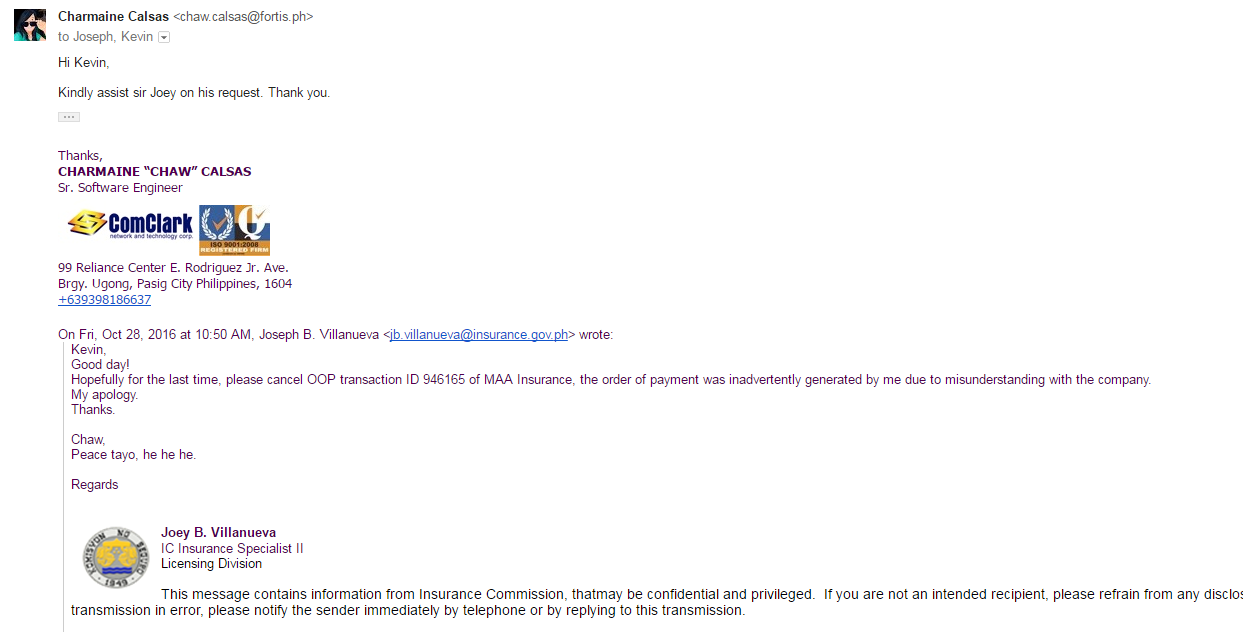 Charmaine Calsas <chaw.calsas@fortis.ph>
to Joseph, Kevin
Hi Kevin,
Kindly assist sir Joey on his request. Thank you.
Thanks,
CHARMAINE “CHAW” CALSAS
Sr. Software Engineer
ComClark
network and technology corp.
ISO 9001:2008
REGISTERED FIRM
99 Reliance Center E. Rodriguez Jr. Ave.
Brgy. Ugong, Pasig City Philippines, 1604
+639398186637
On Fri, Oct 28, 2016 at 10:50 AM, Joseph B. Villanueva <jb.villanueva@insurance.gov.ph> wrote:
Kevin,
Good day!
Hopefully for the last time, please cancel OOP transaction ID 946165 of MAA Insurance, the order of payment was inadvertently generated by me due to misunderstanding with the company.
My apology.
Thanks.
Chaw,
Peace tayo, he he he.
Regards
KOMISYON NG SEGURO
1949
Joey B. Villanueva
IC Insurance Specialist II
Licensing Division
This message contains information from Insurance Commission, thatmay be confidential and privileged.  If you are not an intended recipient, please refrain from any disclos
transmission in error, please notify the sender immediately by telephone or by replying to this transmission.